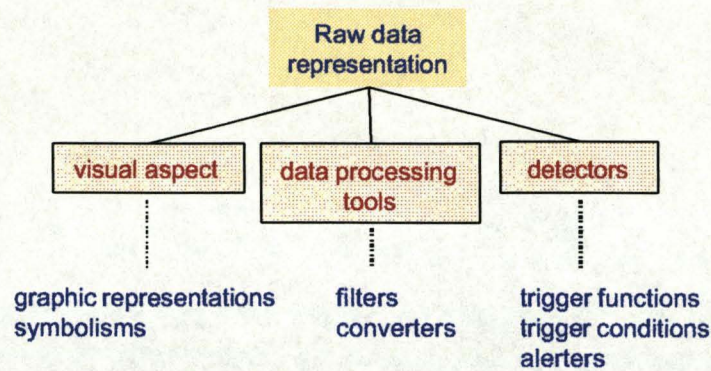 Raw data
representation
visual aspect
data processing
tools
detectors
graphic representations
symbolisms
filters
converters
trigger functions
trigger conditions
alerters